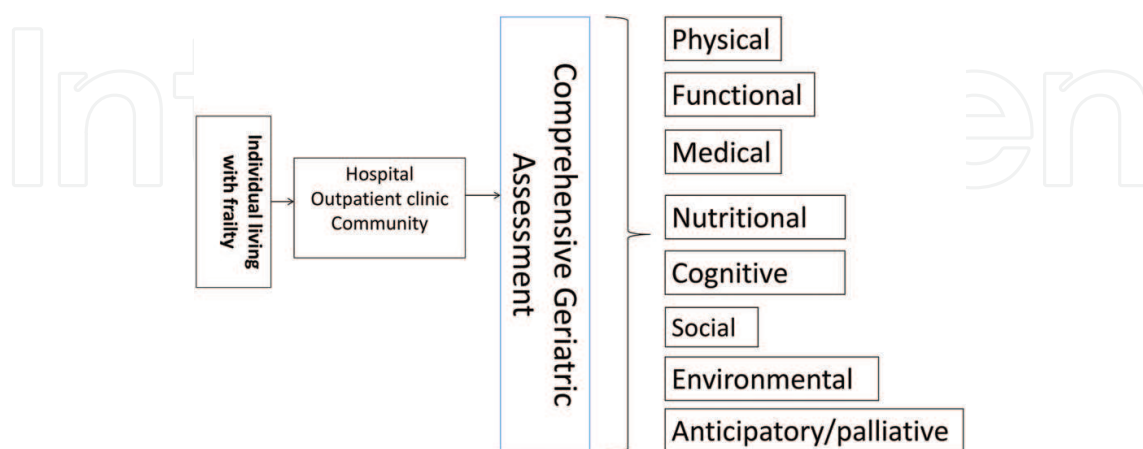 Individual living
with frailty
Hospital
Outpatient clinic
Community
Comprehensive Geriatric
Assessment
Physical
Functional
Medical
Nutritional
Cognitive
Social
Environmental
Anticipatory/palliative